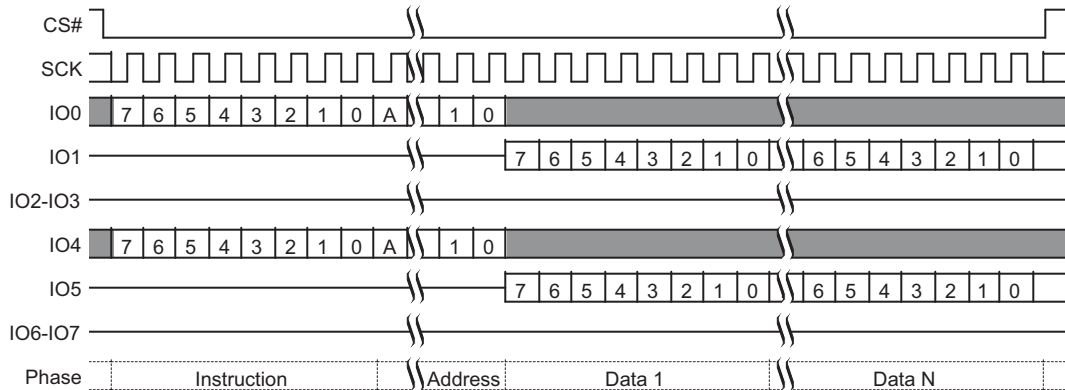 CS#
SCK
IO0 7 6 5 4 3 2 1 0 A 1 0
IO1 7 6 5 4 3 2 1 0 6 5 4 3 2 1 0
IO2-IO3
IO4 7 6 5 4 3 2 1 0 A 1 0
IO5 7 6 5 4 3 2 1 0 6 5 4 3 2 1 0
IO6-IO7
Phase Instruction Address Data 1 Data N